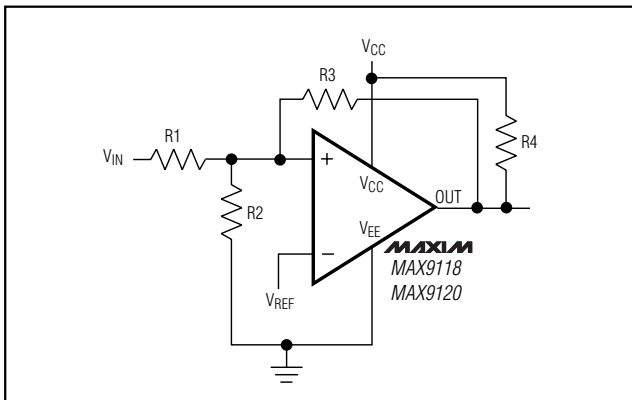 VCC
R3
R1
R4
VIN
+
VCC
OUT
R2
VEE
MAXIM
−
MAX9118
VREF
MAX9120